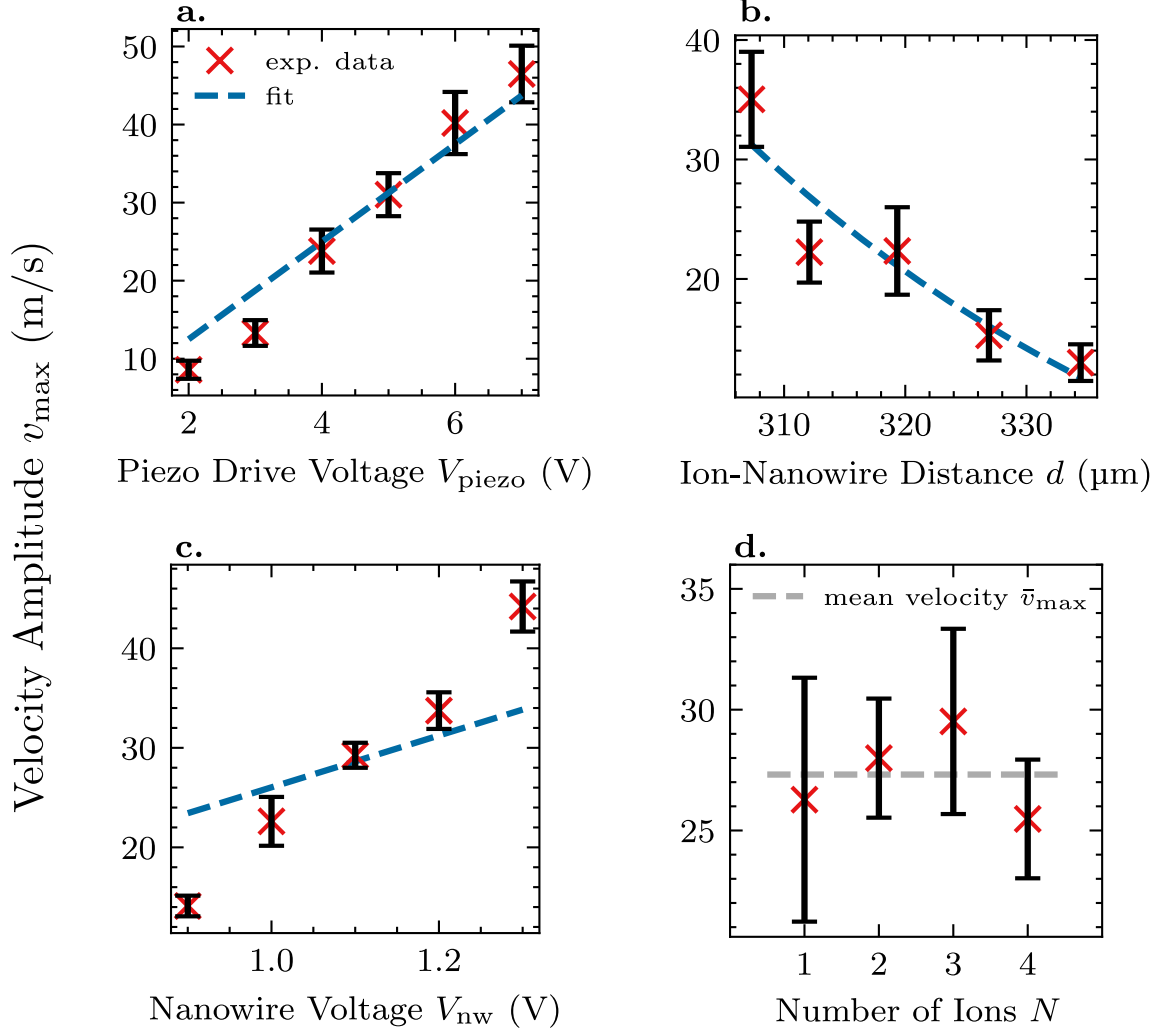 Velocity Amplitude v_max (m/s)
a.
exp. data
fit
50
40
30
20
10
2 4 6
Piezo Drive Voltage V_piezo (V)
b.
40
30
20
310 320 330
Ion-Nanowire Distance d (µm)
c.
40
30
20
1.0 1.2
Nanowire Voltage V_nw (V)
d.
mean velocity v̄_max
35
30
25
1 2 3 4
Number of Ions N